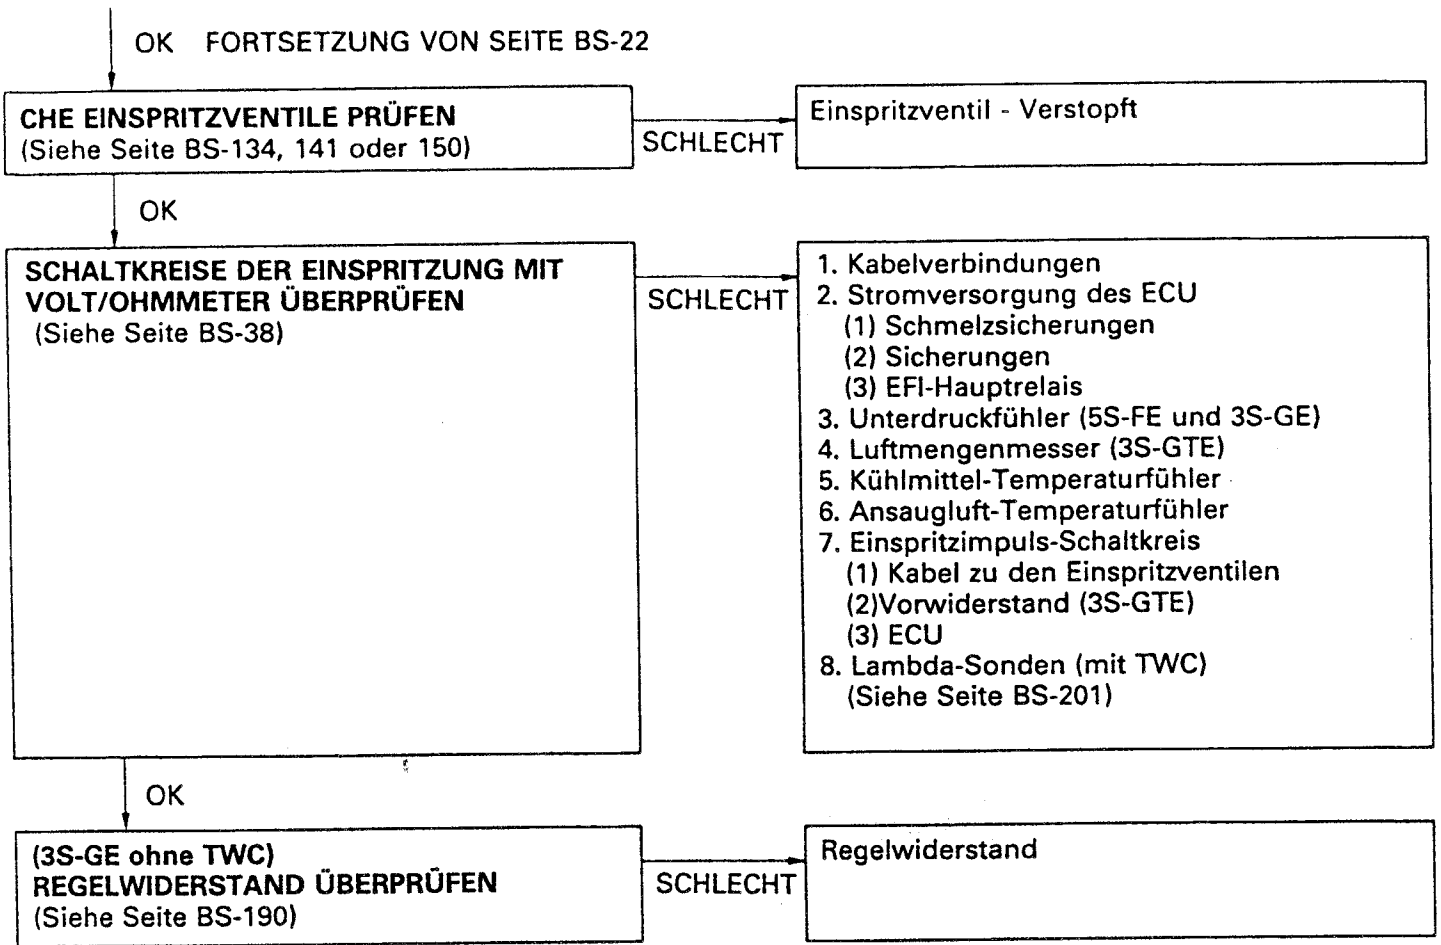 OK FORTSETZUNG VON SEITE BS-22
CHE EINSPRITZVENTILE PRÜFEN
(Siehe Seite BS-134, 141 oder 150)
SCHLECHT
Einspritzventil - Verstopft
OK
SCHALTKREISE DER EINSPRITZUNG MIT
VOLT/OHMMETER ÜBERPRÜFEN
(Siehe Seite BS-38)
SCHLECHT
1. Kabelverbindungen
2. Stromversorgung des ECU
(1) Schmelzsicherungen
(2) Sicherungen
(3) EFI-Hauptrelais
3. Unterdruckfühler (5S-FE und 3S-GE)
4. Luftmengenmesser (3S-GTE)
5. Kühlmittel-Temperaturfühler
6. Ansaugluft-Temperaturfühler
7. Einspritzimpuls-Schaltkreis
(1) Kabel zu den Einspritzventilen
(2)Vorwiderstand (3S-GTE)
(3) ECU
8. Lambda-Sonden (mit TWC)
(Siehe Seite BS-201)
OK
(3S-GE ohne TWC)
REGELWIDERSTAND ÜBERPRÜFEN
(Siehe Seite BS-190)
SCHLECHT
Regelwiderstand